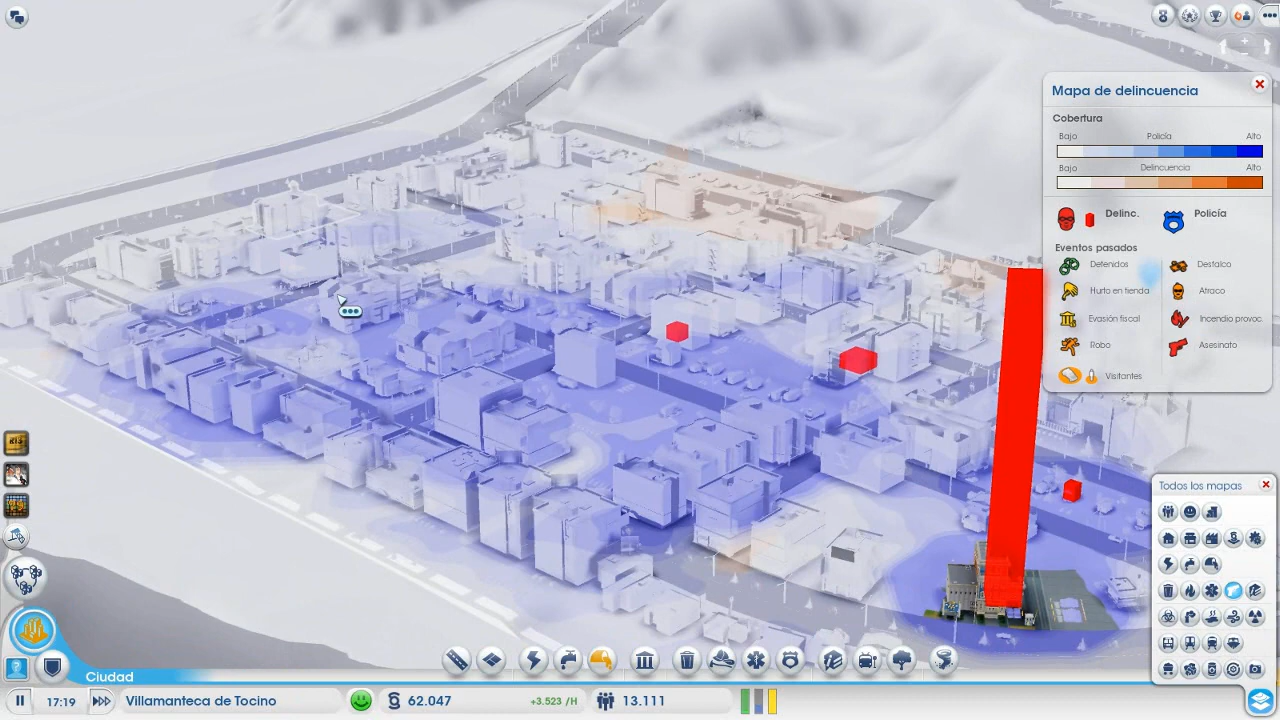 Mapa de delincuencia
Cobertura
Bajo Policía Alto
Bajo Delincuencia Alto
Delinc. Policía
Eventos pasados
Detenidos Desfalco
Hurto en tienda Atraco
Evasión fiscal Incendio provoc.
Robo Asesinato
Visitantes
Todos los mapas
?
Ciudad
17:19 Villamanteca de Tocino 62.047 +3.523 /H 13.111